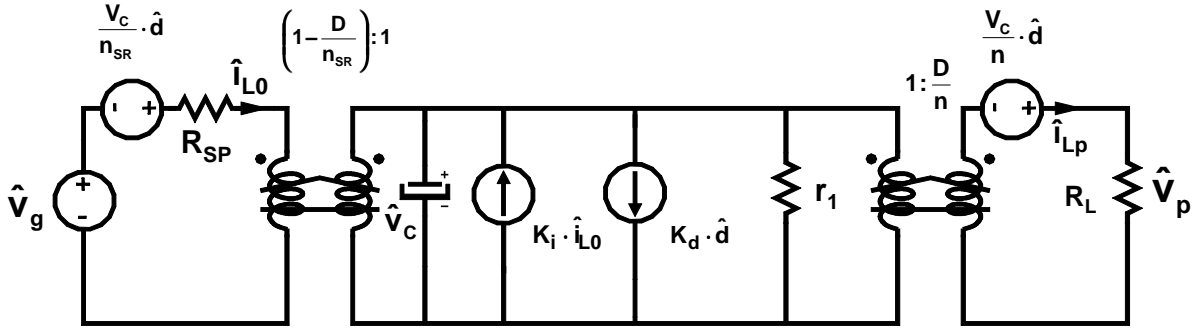 V_C/n_SR · d̂
(1 − D/n_SR) : 1
V_C/n · d̂
1 : D/n
- +
î_L0
R_SP
- +
î_Lp
+
-
v̂_g
+
−
v̂_C
K_i · î_L0
K_d · d̂
r_1
R_L
v̂_p